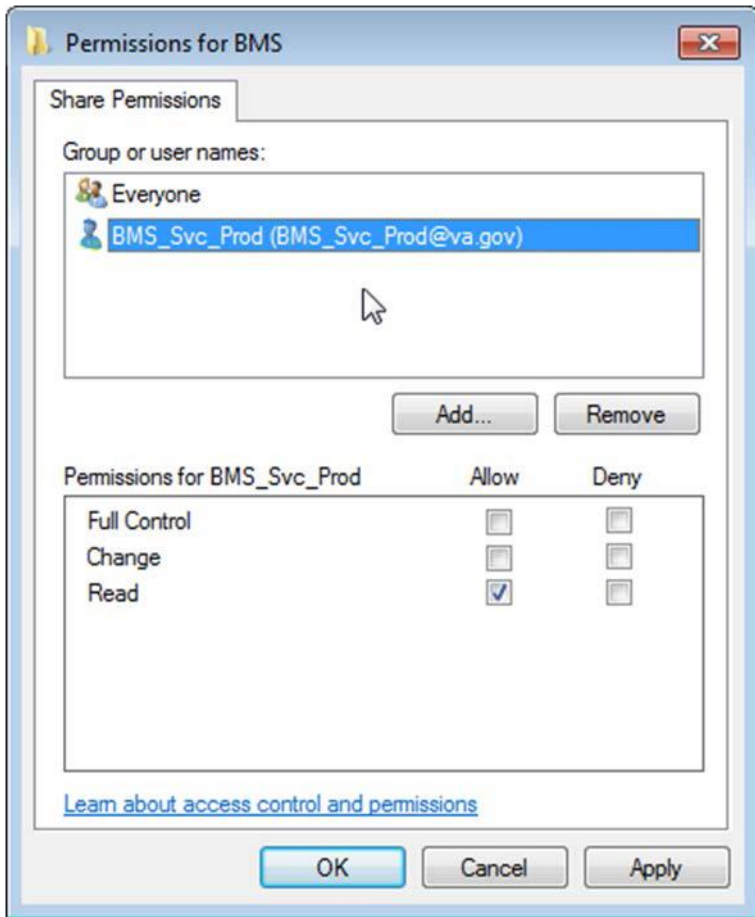 Permissions for BMS
Share Permissions
Group or user names:
Everyone
BMS_Svc_Prod (BMS_Svc_Prod@va.gov)
Add... Remove
Permissions for BMS_Svc_Prod Allow Deny
Full Control
Change
Read
Learn about access control and permissions
OK Cancel Apply